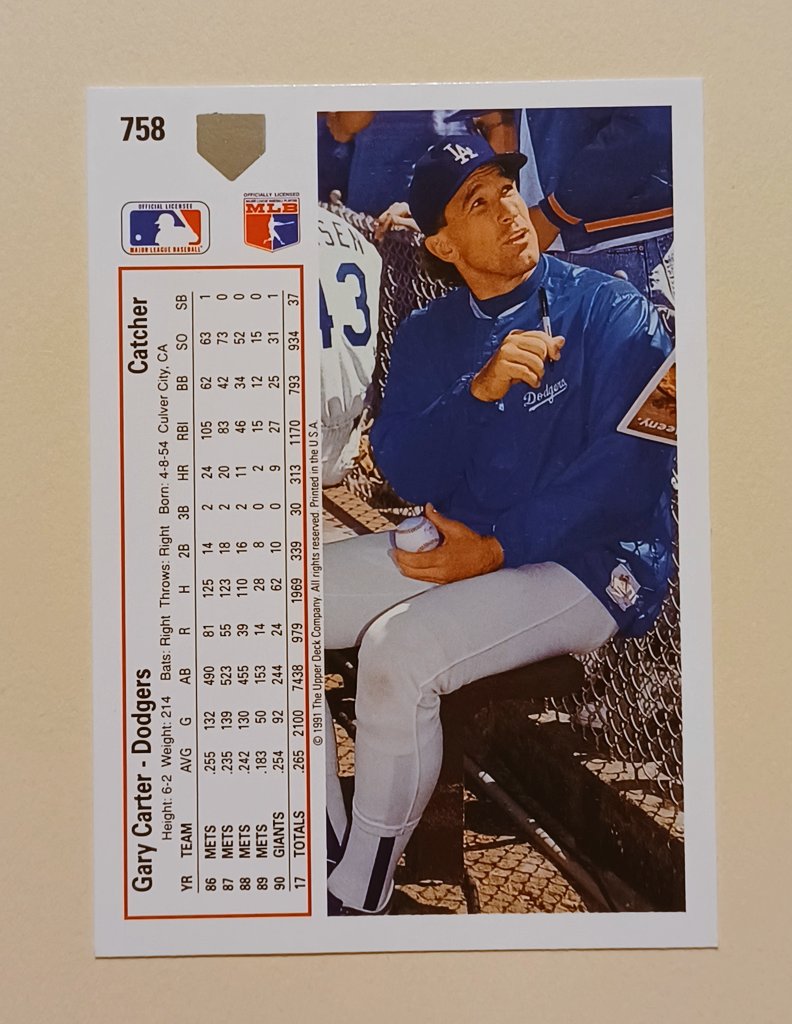 758
OFFICIAL LICENSEE
MAJOR LEAGUE BASEBALL
OFFICIALLY LICENSED
MAJOR LEAGUE BASEBALL PLAYERS
MLB
Gary Carter - Dodgers Catcher
Height: 6-2 Weight: 214 Bats: Right Throws: Right Born: 4-8-54 Culver City, CA
YR TEAM AVG G AB R H 2B 3B HR RBI BB SO SB
86 METS .255 132 490 81 125 14 2 24 105 62 63 1
87 METS .235 139 523 55 123 18 2 20 83 42 73 0
88 METS .242 130 455 39 110 16 2 11 46 34 52 0
89 METS .183 50 153 14 28 8 0 2 15 12 15 0
90 GIANTS .254 92 244 24 62 10 0 9 27 25 31 1
17 TOTALS .265 2100 7438 979 1969 339 30 313 1170 793 934 37
© 1991 The Upper Deck Company. All rights reserved. Printed in the U.S.A.
LA
SEN
43
Dodgers
eeny.